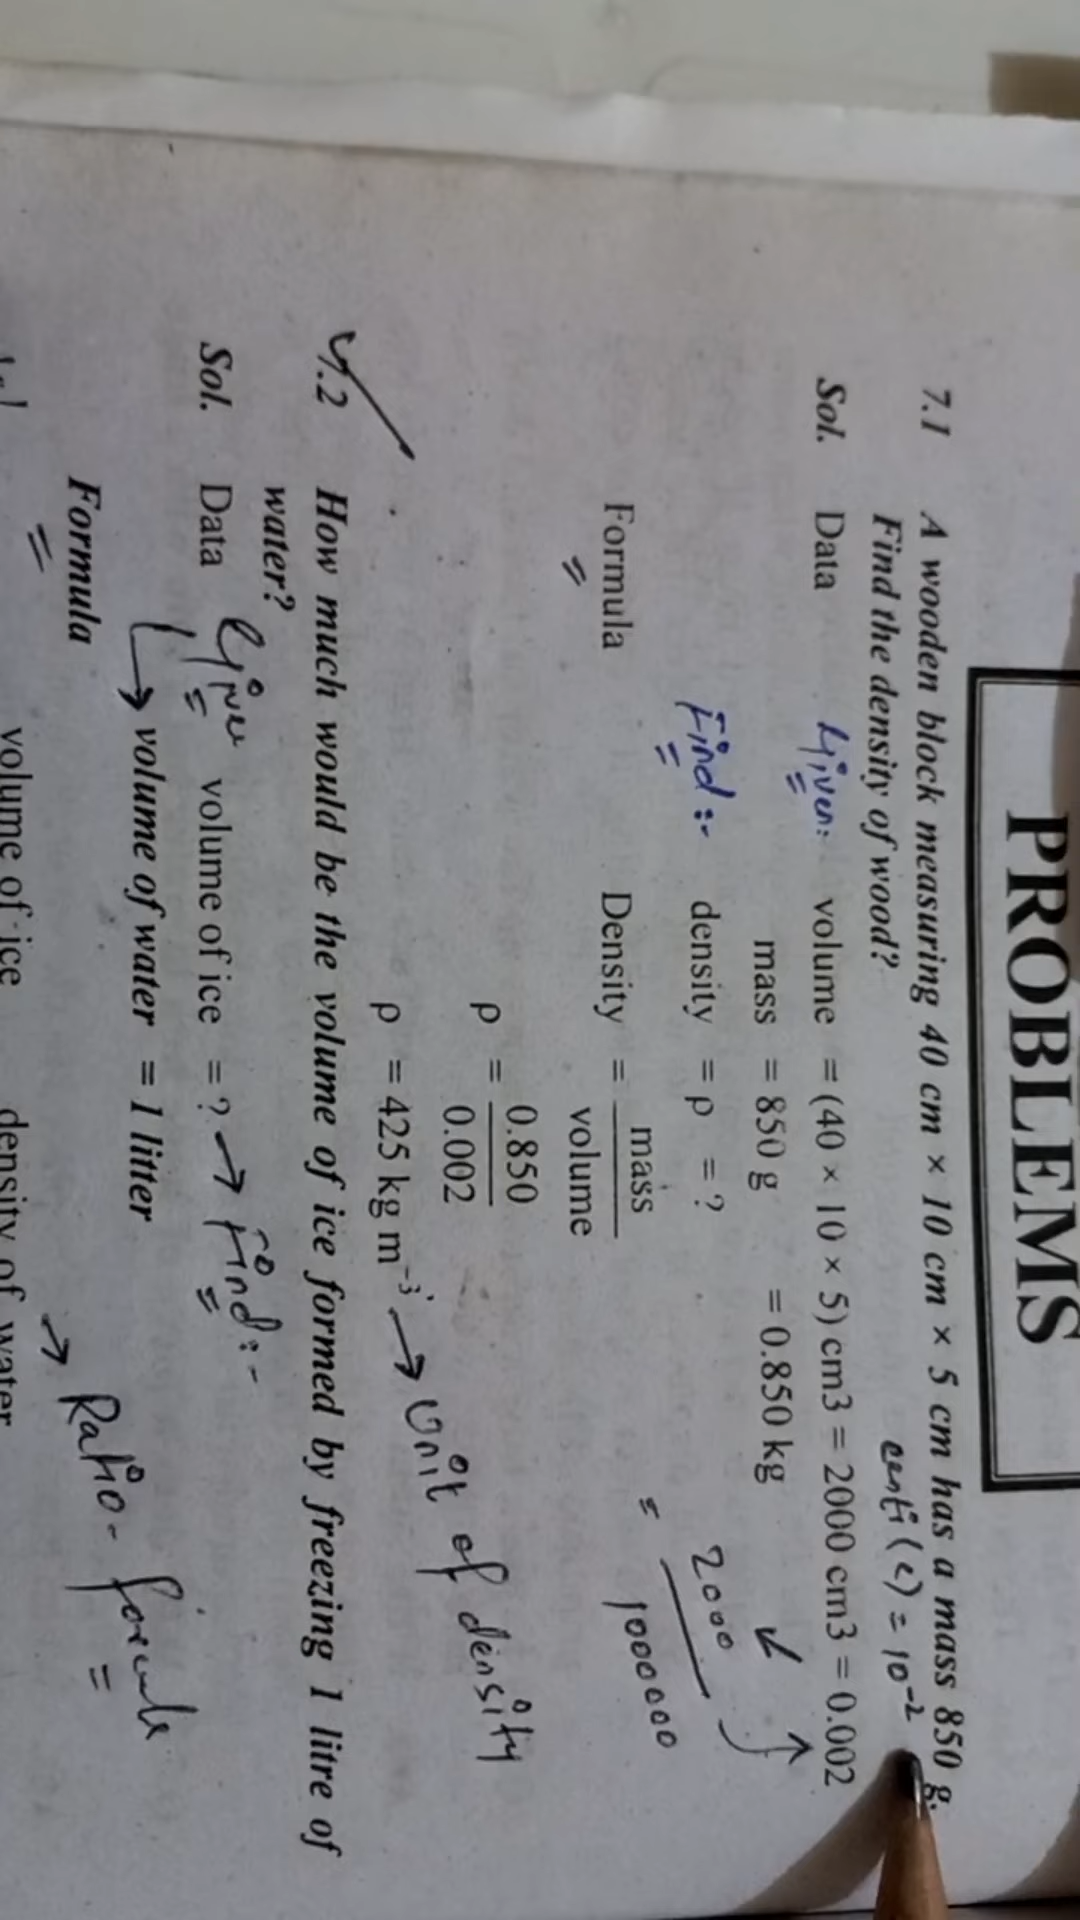 PROBLEMS
7.1 A wooden block measuring 40 cm × 10 cm × 5 cm has a mass 850 g.
Find the density of wood?
centi (c) = 10⁻²
Sol. Data Given: volume = (40 × 10 × 5) cm3 = 2000 cm3 = 0.002
mass = 850 g = 0.850 kg
Find :- density = ρ = ?
= 2000 / 1000000
Formula Density = mass / volume
ρ = 0.850 / 0.002
ρ = 425 kg m⁻³ → Unit of density
7.2 How much would be the volume of ice formed by freezing 1 litre of
water?
Sol. Data Given volume of ice = ? → Find :-
volume of water = 1 litter
Formula → Ratio -
volume of ice density of water